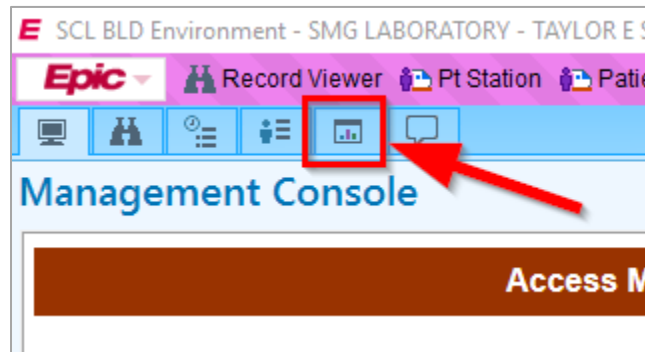 E SCL BLD Environment - SMG LABORATORY - TAYLOR E
Epic Record Viewer Pt Station
Management Console
Access